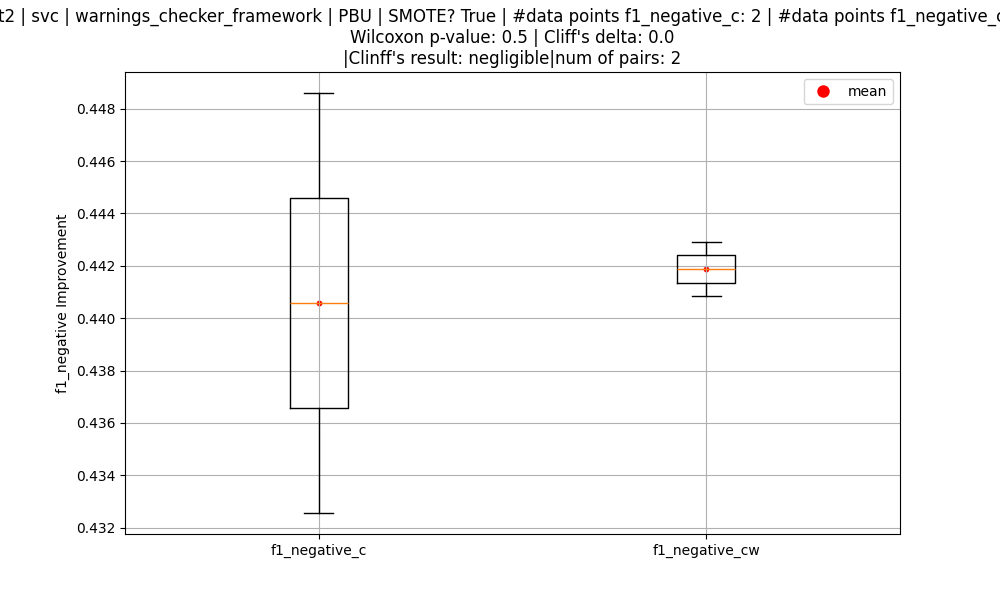 t2 | svc | warnings_checker_framework | PBU | SMOTE? True | #data points f1_negative_c: 2 | #data points f1_negative_c
Wilcoxon p-value: 0.5 | Cliff's delta: 0.0
|Clinff's result: negligible|num of pairs: 2
mean
0.448
0.446
0.444
0.442
0.440
0.438
0.436
0.434
0.432
f1_negative Improvement
f1_negative_c
f1_negative_cw